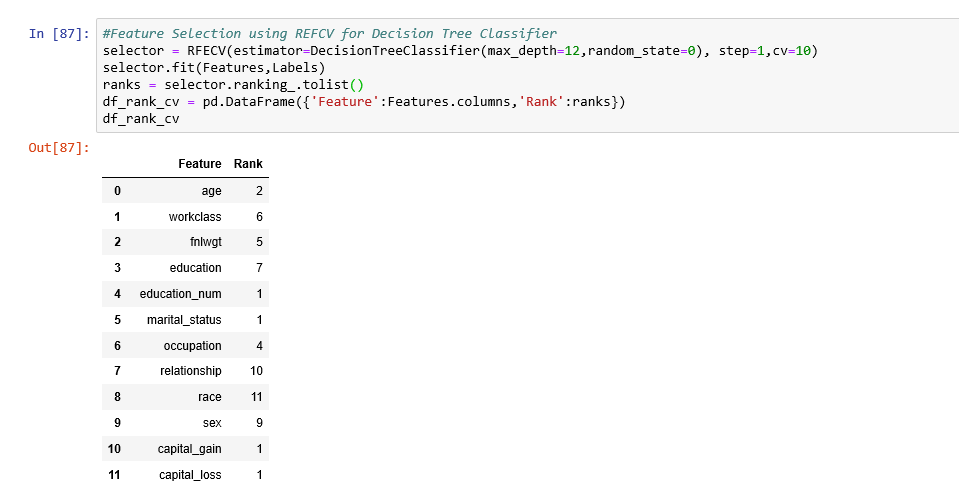 In [87]: #Feature Selection using REFCV for Decision Tree Classifier
selector = RFECV(estimator=DecisionTreeClassifier(max_depth=12,random_state=0), step=1,cv=10)
selector.fit(Features,Labels)
ranks = selector.ranking_.tolist()
df_rank_cv = pd.DataFrame({'Feature':Features.columns,'Rank':ranks})
df_rank_cv
Out[87]:
Feature Rank
0 age 2
1 workclass 6
2 fnlwgt 5
3 education 7
4 education_num 1
5 marital_status 1
6 occupation 4
7 relationship 10
8 race 11
9 sex 9
10 capital_gain 1
11 capital_loss 1